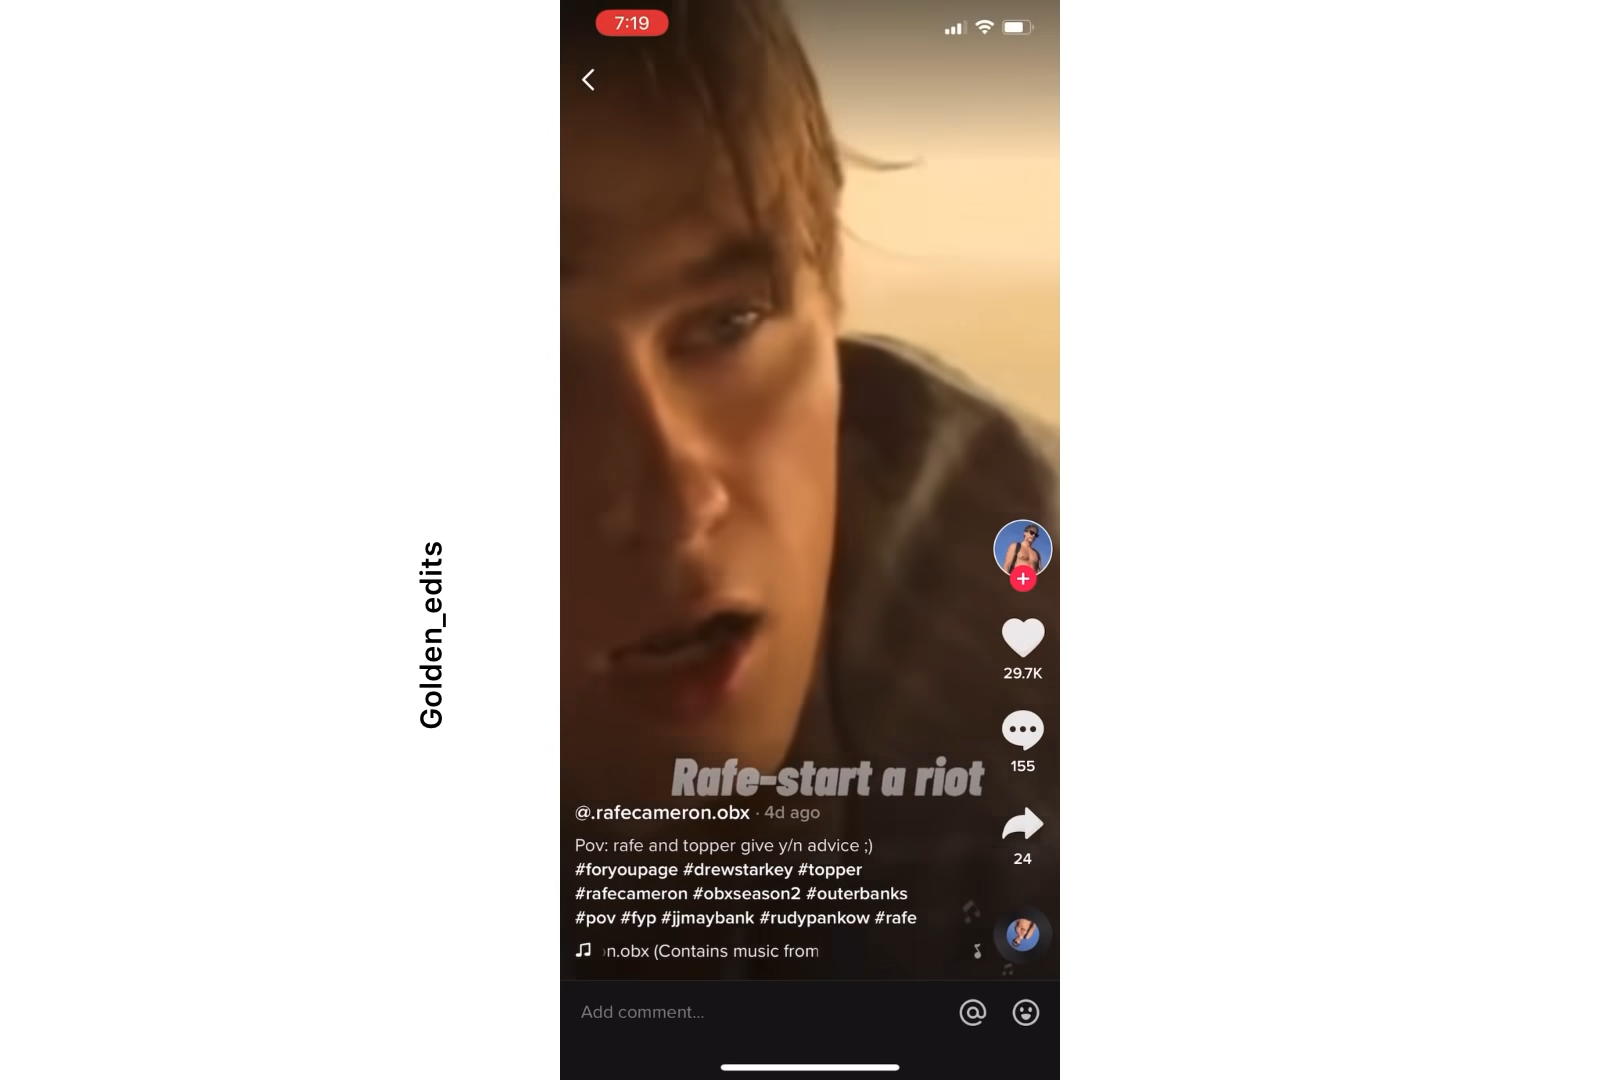 7:19
Golden_edits
Rafe-start a riot
@.rafecameron.obx · 4d ago
Pov: rafe and topper give y/n advice ;)
#foryoupage #drewstarkey #topper
#rafecameron #obxseason2 #outerbanks
#pov #fyp #jjmaybank #rudypankow #rafe
n.obx (Contains music from
29.7K
155
24
Add comment...